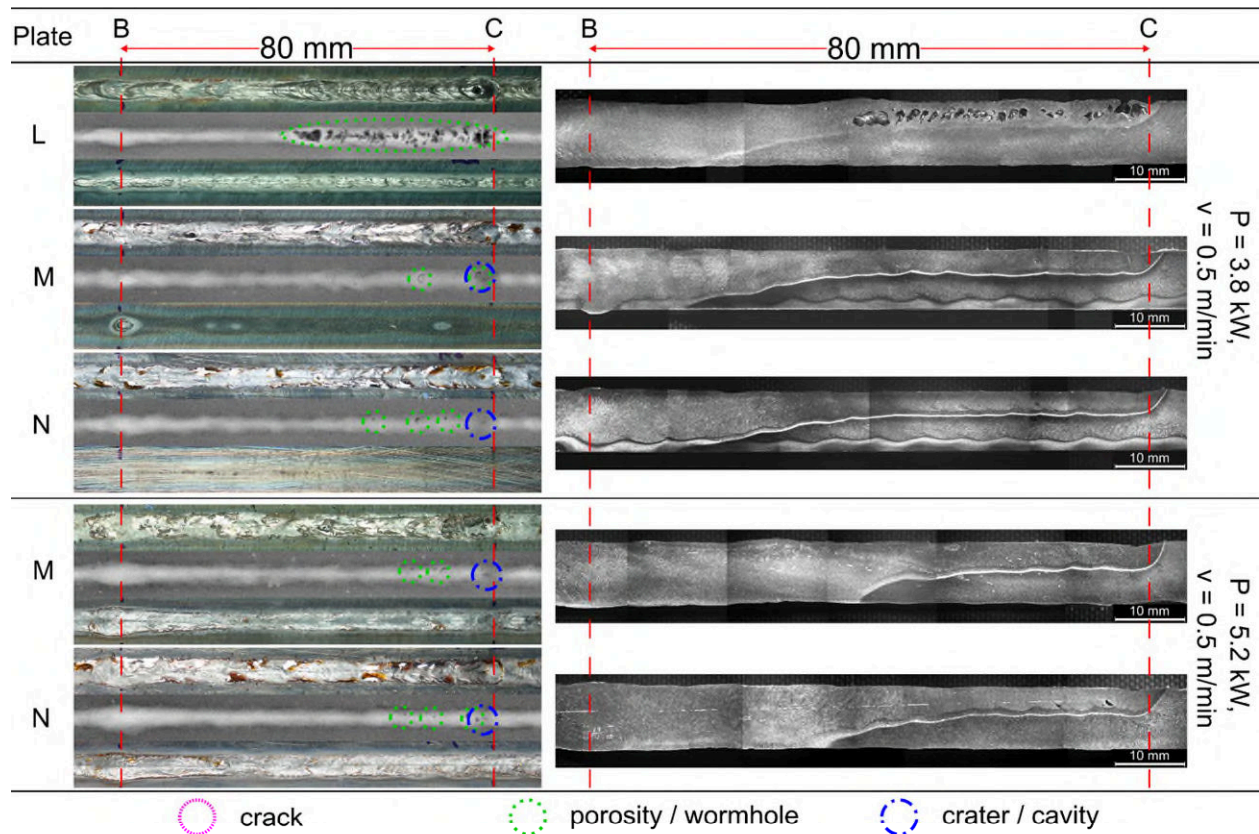 Plate B 80 mm C B 80 mm C
L
10 mm
M
10 mm
N
10 mm
P = 3.8 kW,
v = 0.5 m/min
M
10 mm
N
10 mm
P = 5.2 kW,
v = 0.5 m/min
crack porosity / wormhole crater / cavity